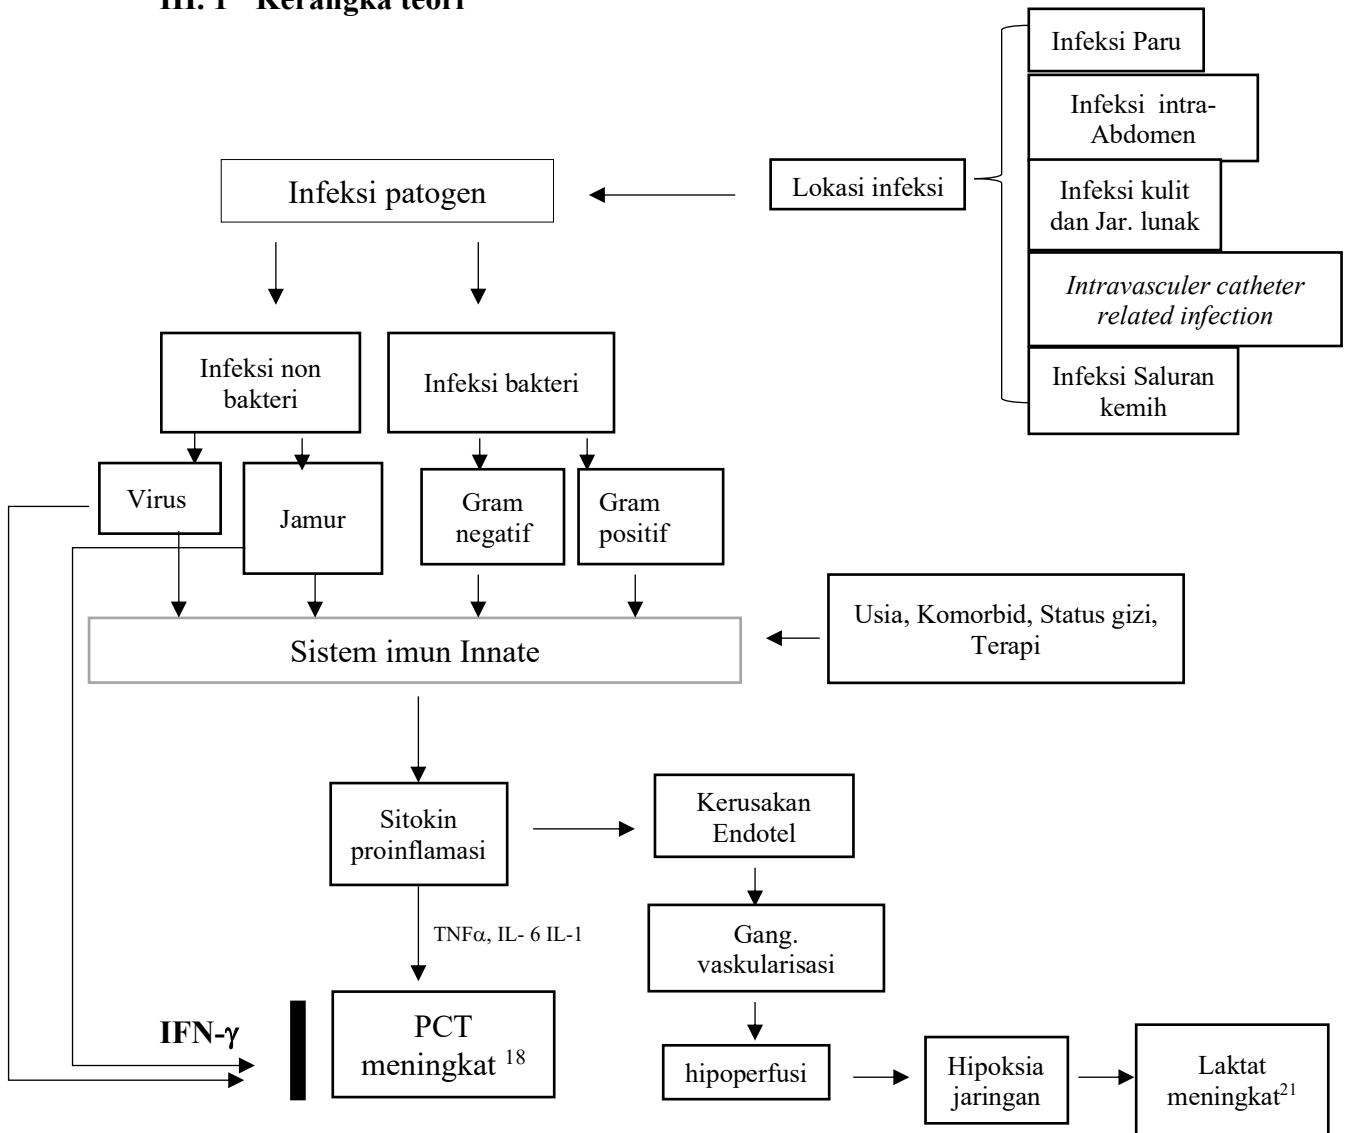 III. 1 Kerangka teori
Infeksi Paru
Infeksi intra-
Abdomen
Infeksi patogen
Lokasi infeksi
Infeksi kulit
dan Jar. lunak
Intravasculer catheter
related infection
Infeksi non
bakteri
Infeksi bakteri
Infeksi Saluran
kemih
Virus
Jamur
Gram
negatif
Gram
positif
Usia, Komorbid, Status gizi,
Terapi
Sistem imun Innate
Sitokin
proinflamasi
Kerusakan
Endotel
TNFα, IL- 6 IL-1
Gang.
vaskularisasi
IFN-γ
PCT
meningkat 18
hipoperfusi
Hipoksia
jaringan
Laktat
meningkat21